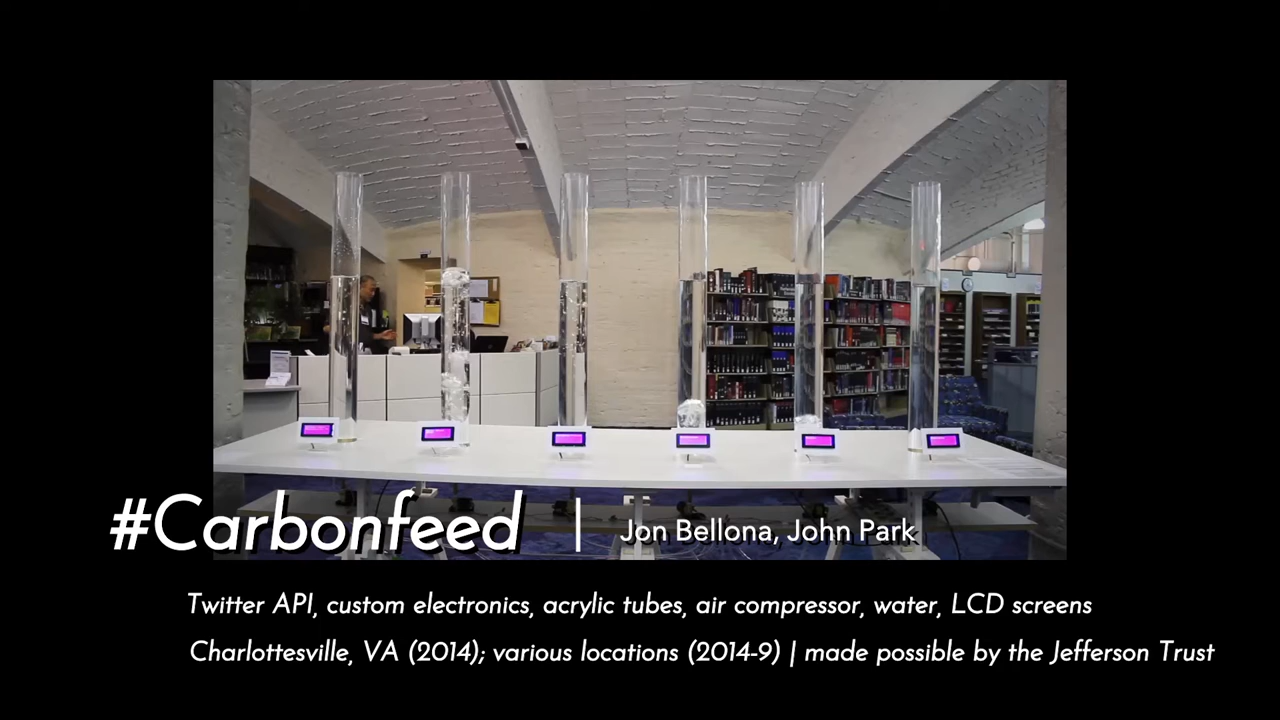 #Carbonfeed | Jon Bellona, John Park
Twitter API, custom electronics, acrylic tubes, air compressor, water, LCD screens
Charlottesville, VA (2014); various locations (2014-9) | made possible by the Jefferson Trust